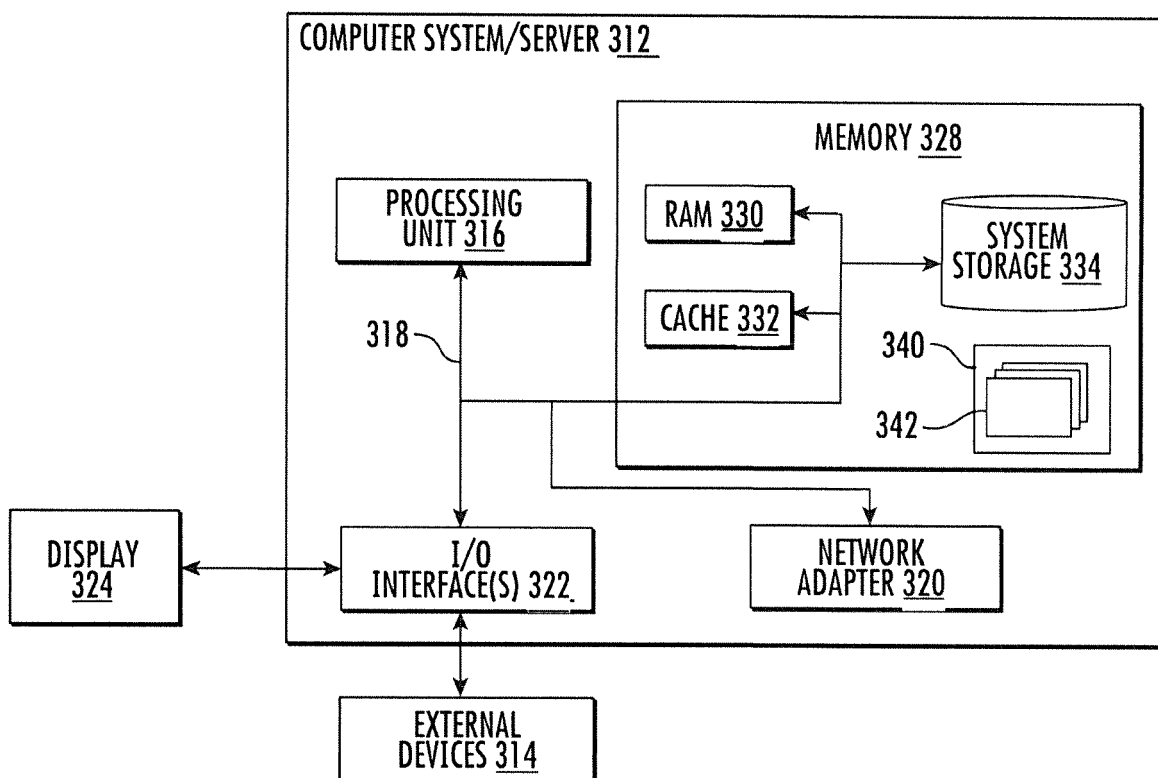 COMPUTER SYSTEM/SERVER 312
MEMORY 328
PROCESSING
UNIT 316
RAM 330
SYSTEM
STORAGE 334
CACHE 332
318
340
342
DISPLAY
324
I/O
INTERFACE(S) 322
NETWORK
ADAPTER 320
EXTERNAL
DEVICES 314